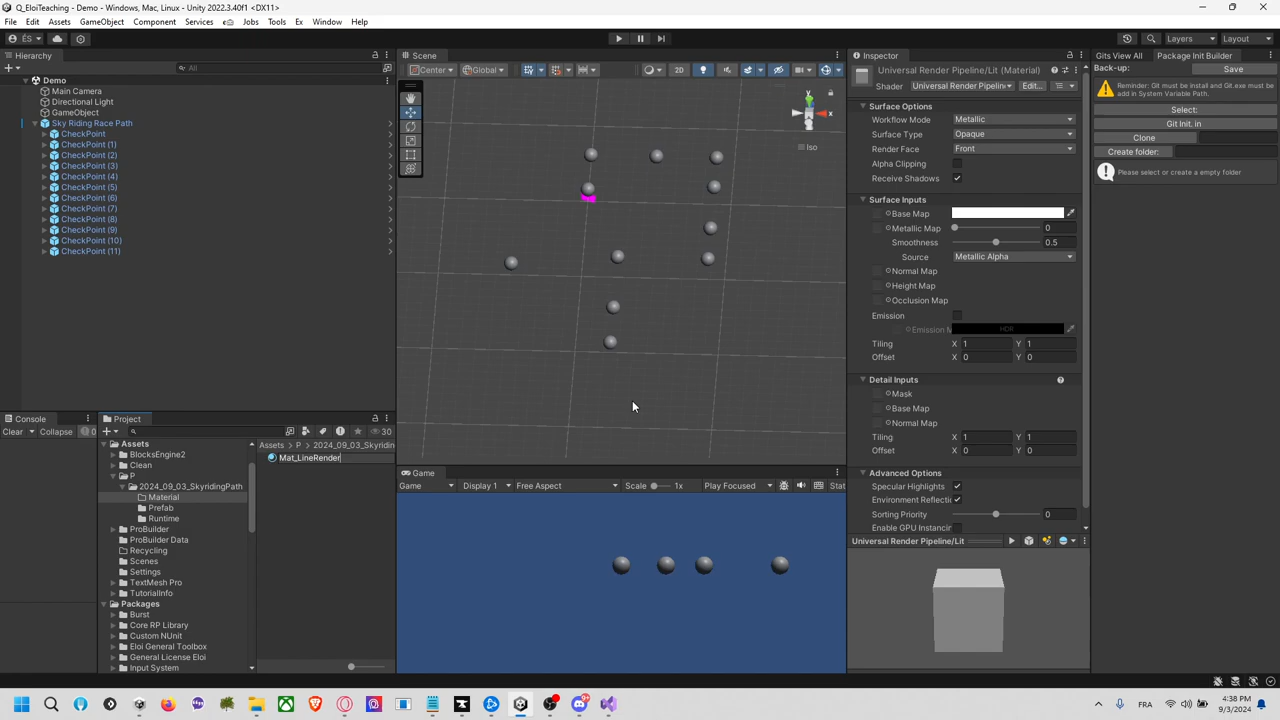 Q_EloiTeaching - Demo - Windows, Mac, Linux - Unity 2022.3.40f1 <DX11>
File Edit Assets GameObject Component Services Jobs Tools Ex Window Help
ÉS
Layers Layout
Hierarchy
All
Demo
Main Camera
Directional Light
GameObject
Sky Riding Race Path
CheckPoint
CheckPoint (1)
CheckPoint (2)
CheckPoint (3)
CheckPoint (4)
CheckPoint (5)
CheckPoint (6)
CheckPoint (7)
CheckPoint (8)
CheckPoint (9)
CheckPoint (10)
CheckPoint (11)
Scene
Center Global 2D
y
x
Iso
Inspector
Universal Render Pipeline/Lit (Material)
Shader Universal Render Pipelin Edit...
Surface Options
Workflow Mode Metallic
Surface Type Opaque
Render Face Front
Alpha Clipping
Receive Shadows
Surface Inputs
Base Map
Metallic Map 0
Smoothness 0.5
Source Metallic Alpha
Normal Map
Height Map
Occlusion Map
Emission
Emission M HDR
Tiling X 1 Y 1
Offset X 0 Y 0
Detail Inputs
Mask
Base Map
Normal Map
Tiling X 1 Y 1
Offset X 0 Y 0
Advanced Options
Specular Highlights
Environment Reflectic
Sorting Priority 0
Enable GPU Instancin
Universal Render Pipeline/Lit
Gits View All Package Init Builder
Back-up: Save
Reminder: Git must be install and Git.exe must be add in System Variable Path.
Select:
Git Init. in
Clone
Create folder:
Please select or create a empty folder
Console
Clear Collapse 0
Project
30
Assets
BlocksEngine2
Clean
P
2024_09_03_SkyridingPath
Material
Prefab
Runtime
ProBuilder
ProBuilder Data
Recycling
Scenes
Settings
TextMesh Pro
TutorialInfo
Packages
Burst
Core RP Library
Custom NUnit
Eloi General Toolbox
General License Eloi
Input System
Assets P 2024_09_03_Skyridin
Mat_LineRender
Game
Game Display 1 Free Aspect Scale 1x Play Focused Stat
FRA
4:38 PM
9/3/2024